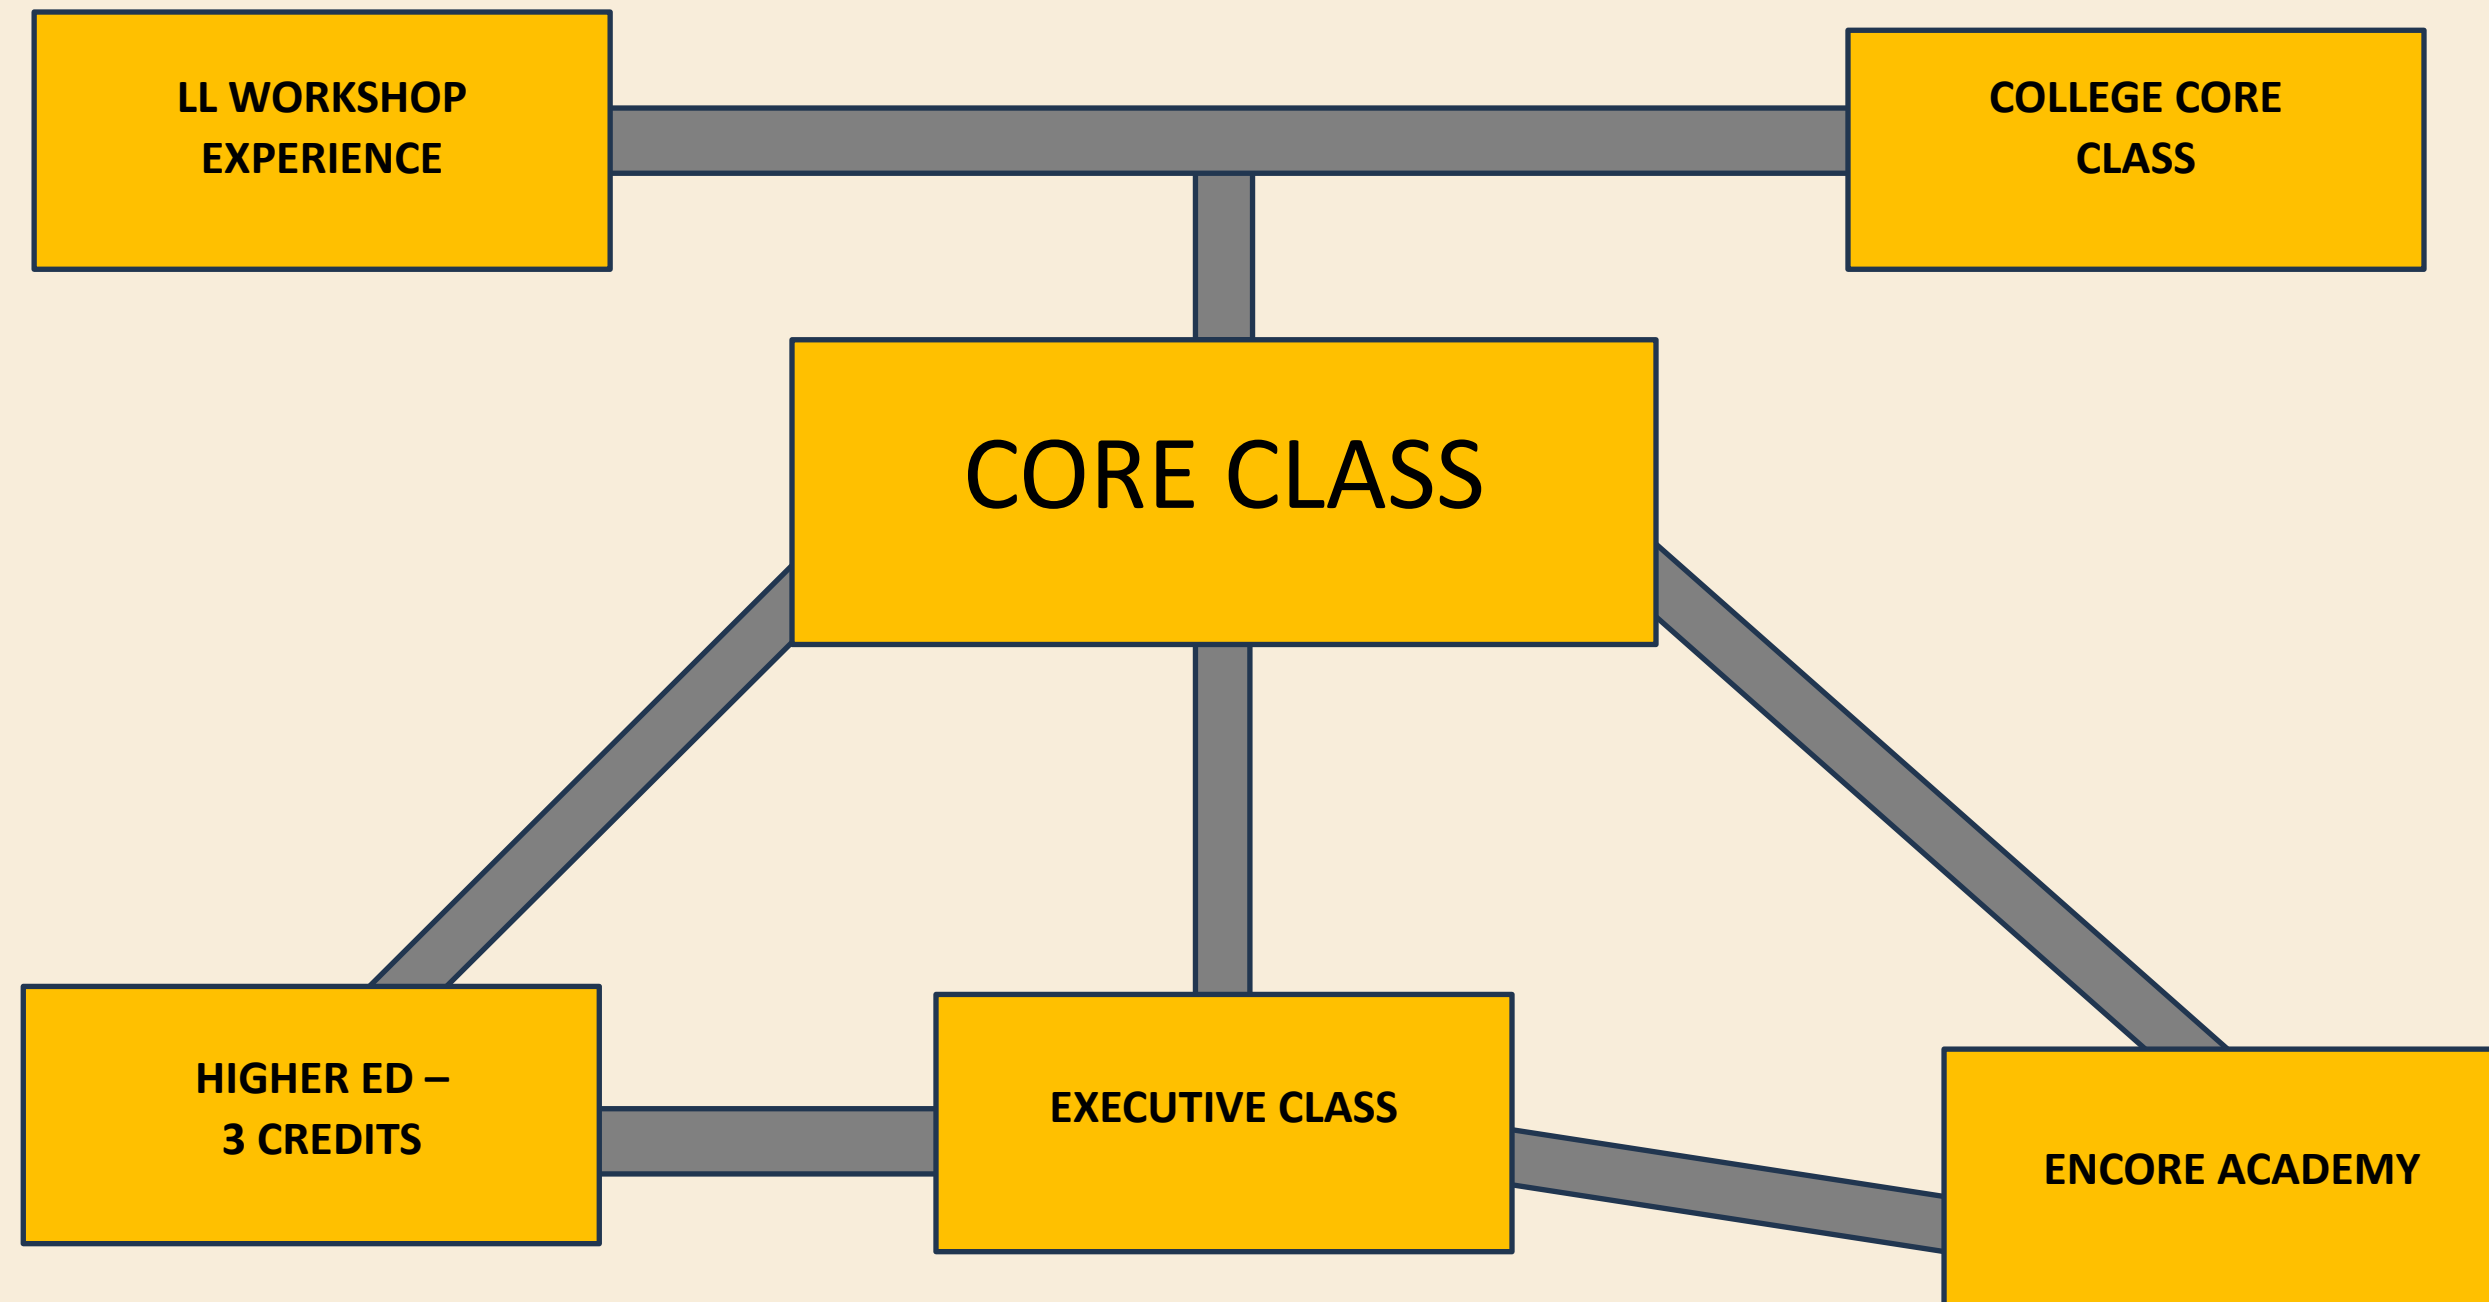 LL WORKSHOP
EXPERIENCE
COLLEGE CORE
CLASS
CORE CLASS
HIGHER ED –
3 CREDITS
EXECUTIVE CLASS
ENCORE ACADEMY